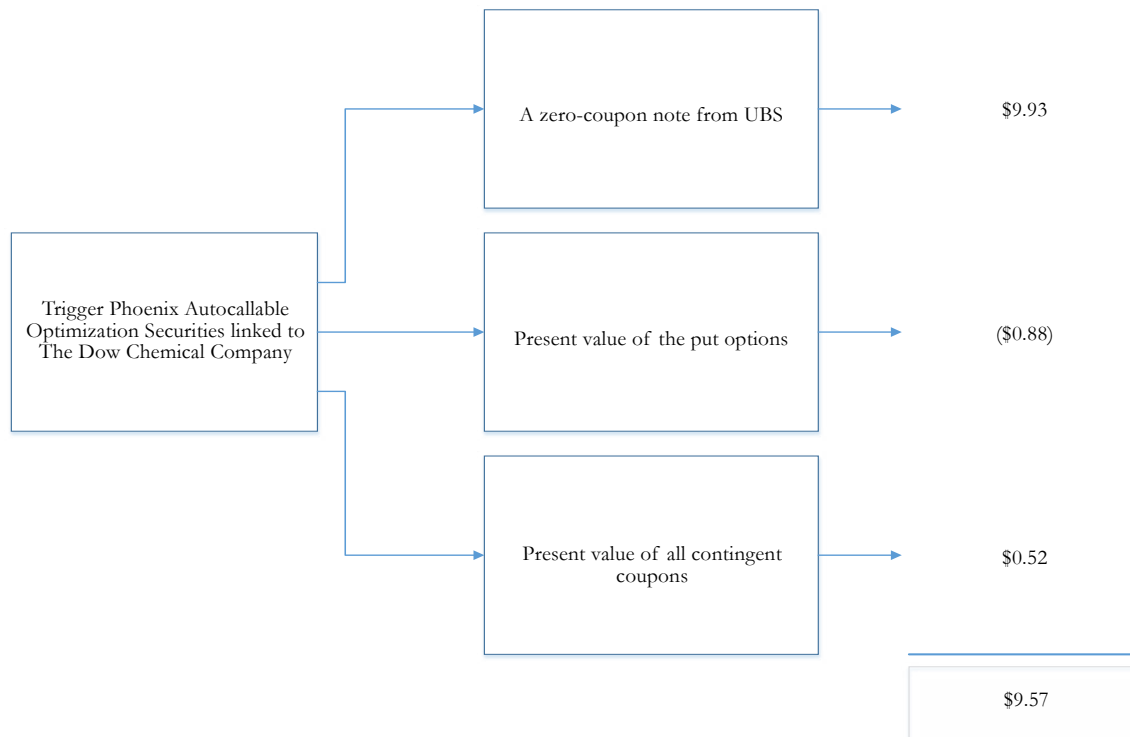 A zero-coupon note from UBS
$9.93
Trigger Phoenix Autocallable
Optimization Securities linked to
The Dow Chemical Company
Present value of the put options
($0.88)
Present value of all contingent
coupons
$0.52
$9.57